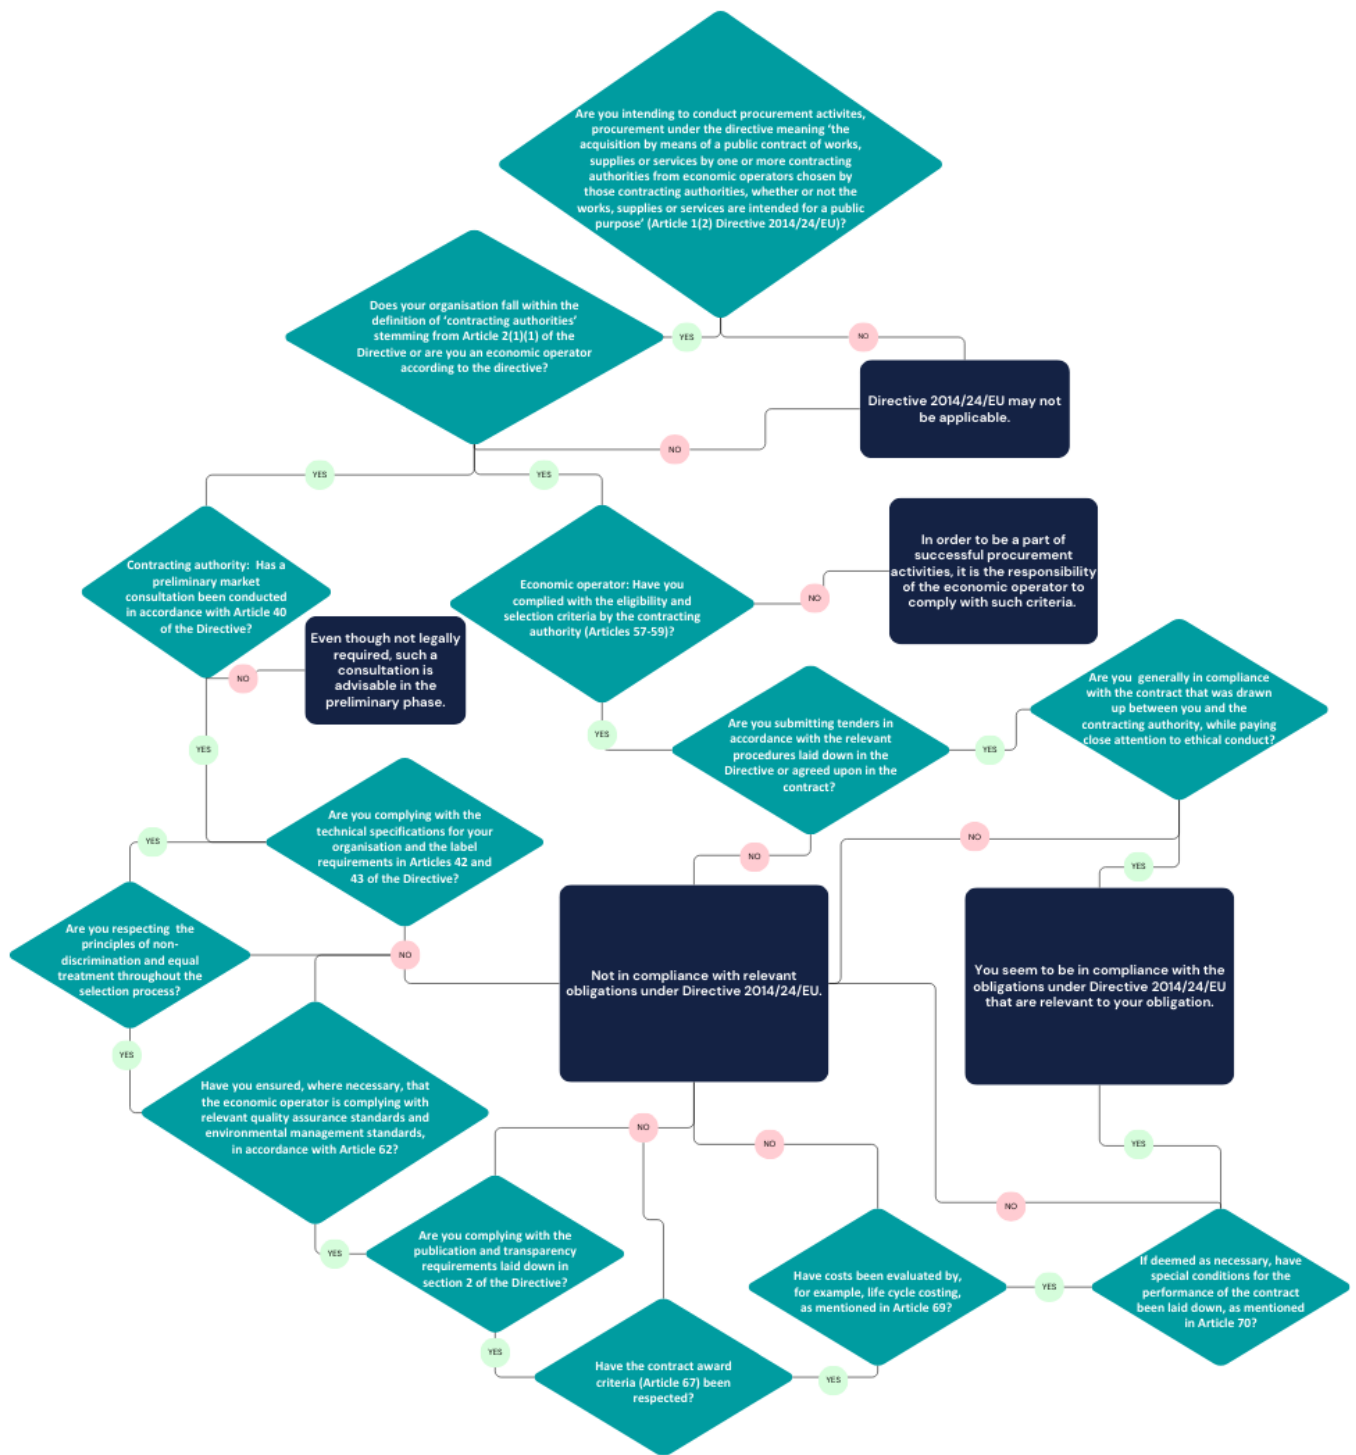 Are you intending to conduct procurement activites,
procurement under the directive meaning ‘the
acquisition by means of a public contract of works,
supplies or services by one or more contracting
authorities from economic operators chosen by
those contracting authorities, whether or not the
works, supplies or services are intended for a public
purpose’ (Article 1(2) Directive 2014/24/EU)?
Does your organisation fall within the
definition of ‘contracting authorities’
stemming from Article 2(1)(1) of the
Directive or are you an economic operator
according to the directive?
YES
NO
Directive 2014/24/EU may not
be applicable.
NO
YES
YES
Contracting authority:  Has a
preliminary market
consultation been conducted
in accordance with Article 40
of the Directive?
Economic operator: Have you
complied with the eligibility and
selection criteria by the contracting
authority (Articles 57-59)?
NO
In order to be a part of
successful procurement
activities, it is the responsibility
of the economic operator to
comply with such criteria.
NO
Even though not legally
required, such a
consultation is
advisable in the
preliminary phase.
YES
YES
Are you submitting tenders in
accordance with the relevant
procedures laid down in the
Directive or agreed upon in the
contract?
YES
Are you  generally in compliance
with the contract that was drawn
up between you and the
contracting authority, while paying
close attention to ethical conduct?
Are you complying with the
technical specifications for your
organisation and the label
requirements in Articles 42 and
43 of the Directive?
YES
NO
NO
YES
Are you respecting  the
principles of non-
discrimination and equal
treatment throughout the
selection process?
NO
Not in compliance with relevant
obligations under Directive 2014/24/EU.
You seem to be in compliance with the
obligations under Directive 2014/24/EU
that are relevant to your obligation.
YES
Have you ensured, where necessary, that
the economic operator is complying with
relevant quality assurance standards and
environmental management standards,
in accordance with Article 62?
NO
NO
YES
NO
YES
Are you complying with the
publication and transparency
requirements laid down in
section 2 of the Directive?
Have costs been evaluated by,
for example, life cycle costing,
as mentioned in Article 69?
YES
If deemed as necessary, have
special conditions for the
performance of the contract
been laid down, as mentioned
in Article 70?
YES
Have the contract award
criteria (Article 67) been
respected?
YES